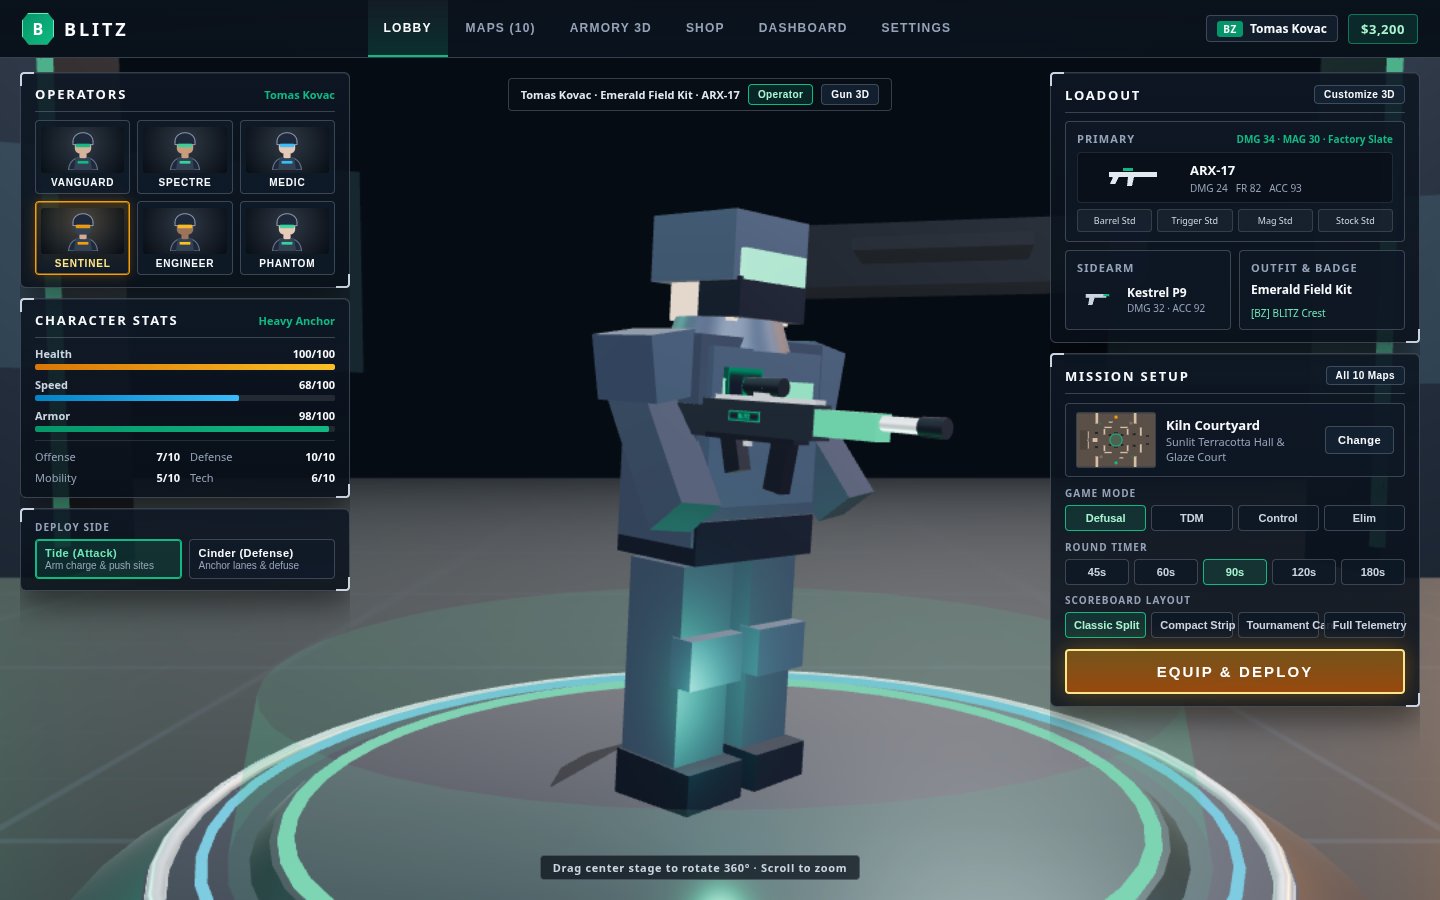 B BLITZ
LOBBY
MAPS (10)
ARMORY 3D
SHOP
DASHBOARD
SETTINGS
BZ Tomas Kovac
$3,200
OPERATORS
Tomas Kovac
VANGUARD
SPECTRE
MEDIC
SENTINEL
ENGINEER
PHANTOM
CHARACTER STATS
Heavy Anchor
Health 100/100
Speed 68/100
Armor 98/100
Offense 7/10 Defense 10/10
Mobility 5/10 Tech 6/10
DEPLOY SIDE
Tide (Attack)
Arm charge & push sites
Cinder (Defense)
Anchor lanes & defuse
Tomas Kovac · Emerald Field Kit · ARX-17
Operator
Gun 3D
BLITZ
Drag center stage to rotate 360° · Scroll to zoom
LOADOUT
Customize 3D
PRIMARY
DMG 34 · MAG 30 · Factory Slate
ARX-17
DMG 24 FR 82 ACC 93
Barrel Std
Trigger Std
Mag Std
Stock Std
SIDEARM
Kestrel P9
DMG 32 · ACC 92
OUTFIT & BADGE
Emerald Field Kit
[BZ] BLITZ Crest
MISSION SETUP
All 10 Maps
Kiln Courtyard
Sunlit Terracotta Hall &
Glaze Court
Change
GAME MODE
Defusal
TDM
Control
Elim
ROUND TIMER
45s
60s
90s
120s
180s
SCOREBOARD LAYOUT
Classic Split
Compact Strip
Tournament Ca
Full Telemetry
EQUIP & DEPLOY